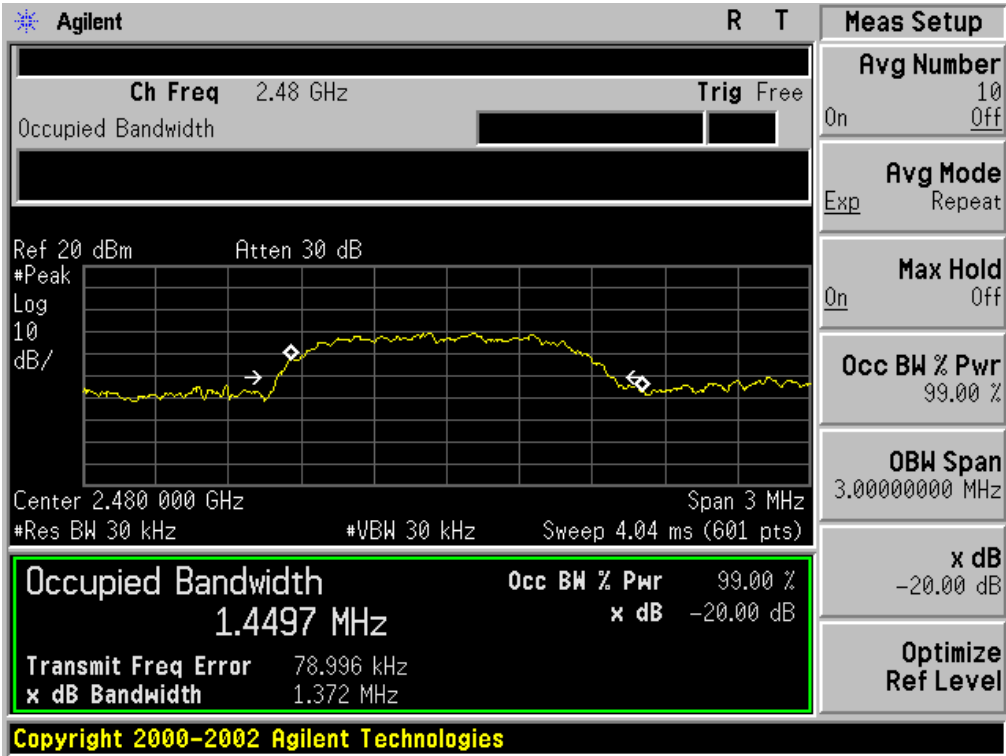 Agilent R T
Ch Freq 2.48 GHz Trig Free
Occupied Bandwidth
Ref 20 dBm Atten 30 dB
#Peak
Log
10
dB/
Center 2.480 000 GHz Span 3 MHz
#Res BW 30 kHz #VBW 30 kHz Sweep 4.04 ms (601 pts)
Occupied Bandwidth
1.4497 MHz
Occ BW % Pwr 99.00 %
x dB -20.00 dB
Transmit Freq Error 78.996 kHz
x dB Bandwidth 1.372 MHz
Copyright 2000-2002 Agilent Technologies
Meas Setup
Avg Number
10
On Off
Avg Mode
Exp Repeat
Max Hold
On Off
Occ BW % Pwr
99.00 %
OBW Span
3.00000000 MHz
x dB
-20.00 dB
Optimize
Ref Level